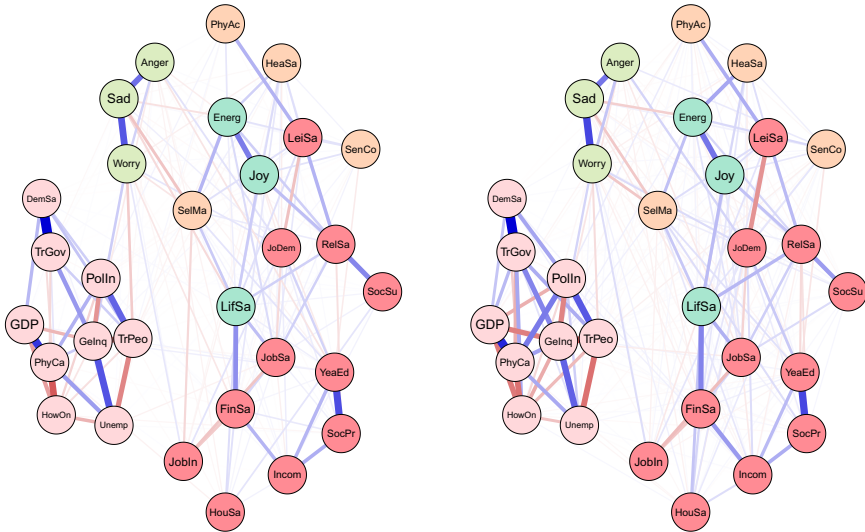 PhyAc
Anger
HeaSa
Sad
Energ
LeiSa
SenCo
Worry
Joy
DemSa
SelMa
TrGov
JoDem
RelSa
PolIn
SocSu
LifSa
GDP
GeInq
TrPeo
PhyCa
JobSa
YeaEd
HowOn
Unemp
FinSa
SocPr
JobIn
Incom
HouSa
PhyAc
Anger
HeaSa
Sad
Energ
LeiSa
SenCo
Worry
Joy
DemSa
SelMa
TrGov
JoDem
RelSa
PolIn
SocSu
LifSa
GDP
GeInq
TrPeo
PhyCa
JobSa
YeaEd
HowOn
Unemp
FinSa
SocPr
JobIn
Incom
HouSa